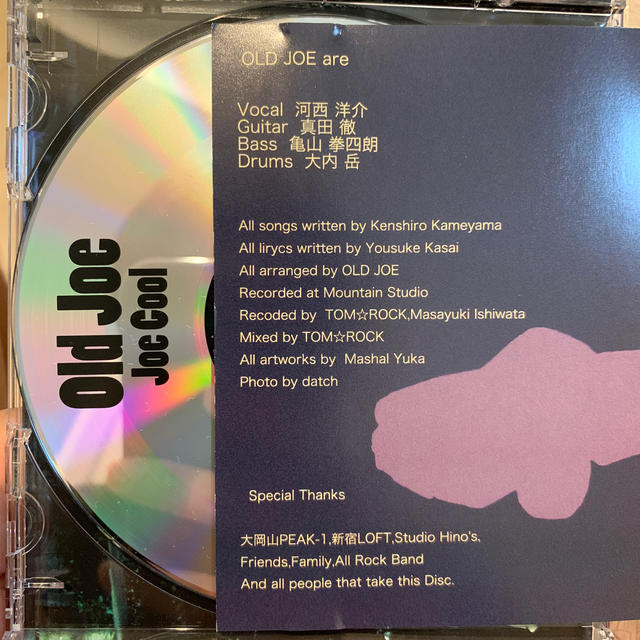 Old Joe
Joe Cool
OLD JOE are
Vocal 河西 洋介
Guitar 真田 徹
Bass 亀山 拳四朗
Drums 大内 岳
All songs written by Kenshiro Kameyama
All lirycs written by Yousuke Kasai
All arranged by OLD JOE
Recorded at Mountain Studio
Recoded by TOM☆ROCK,Masayuki Ishiwata
Mixed by TOM☆ROCK
All artworks by Mashal Yuka
Photo by datch
Special Thanks
大岡山PEAK-1,新宿LOFT,Studio Hino's、
Friends,Family,All Rock Band
And all people that take this Disc.